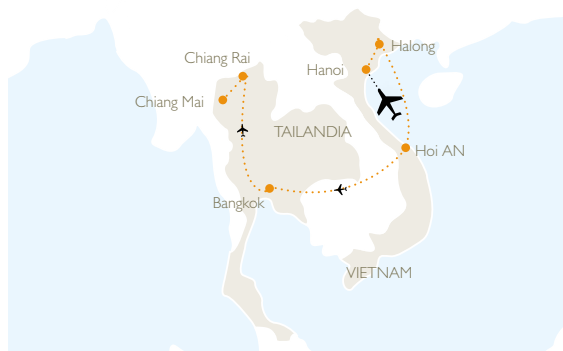 Halong
Chiang Rai
Hanoi
Chiang Mai
TAILANDIA
Hoi AN
Bangkok
VIETNAM